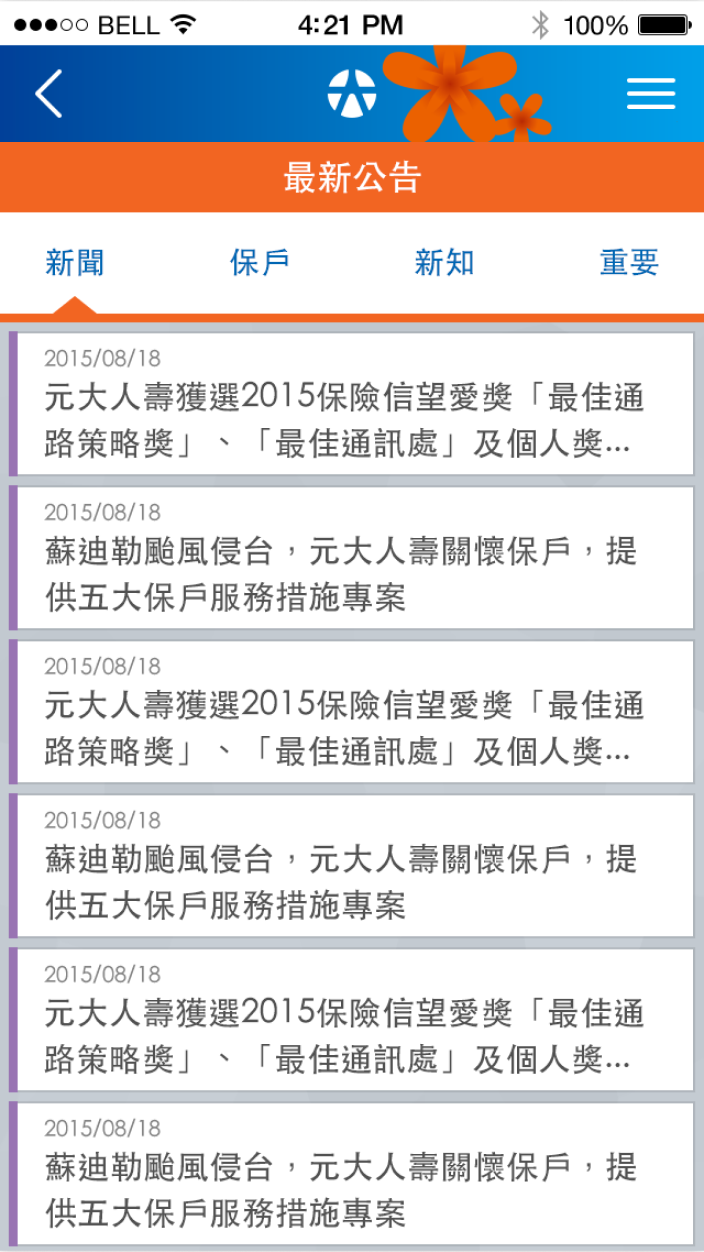 BELL 4:21 PM 100%
最新公告
新聞 保戶 新知 重要
2015/08/18
元大人壽獲選2015保險信望愛獎「最佳通
路策略獎」、「最佳通訊處」及個人獎...
2015/08/18
蘇迪勒颱風侵台，元大人壽關懷保戶，提
供五大保戶服務措施專案
2015/08/18
元大人壽獲選2015保險信望愛獎「最佳通
路策略獎」、「最佳通訊處」及個人獎...
2015/08/18
蘇迪勒颱風侵台，元大人壽關懷保戶，提
供五大保戶服務措施專案
2015/08/18
元大人壽獲選2015保險信望愛獎「最佳通
路策略獎」、「最佳通訊處」及個人獎...
2015/08/18
蘇迪勒颱風侵台，元大人壽關懷保戶，提
供五大保戶服務措施專案